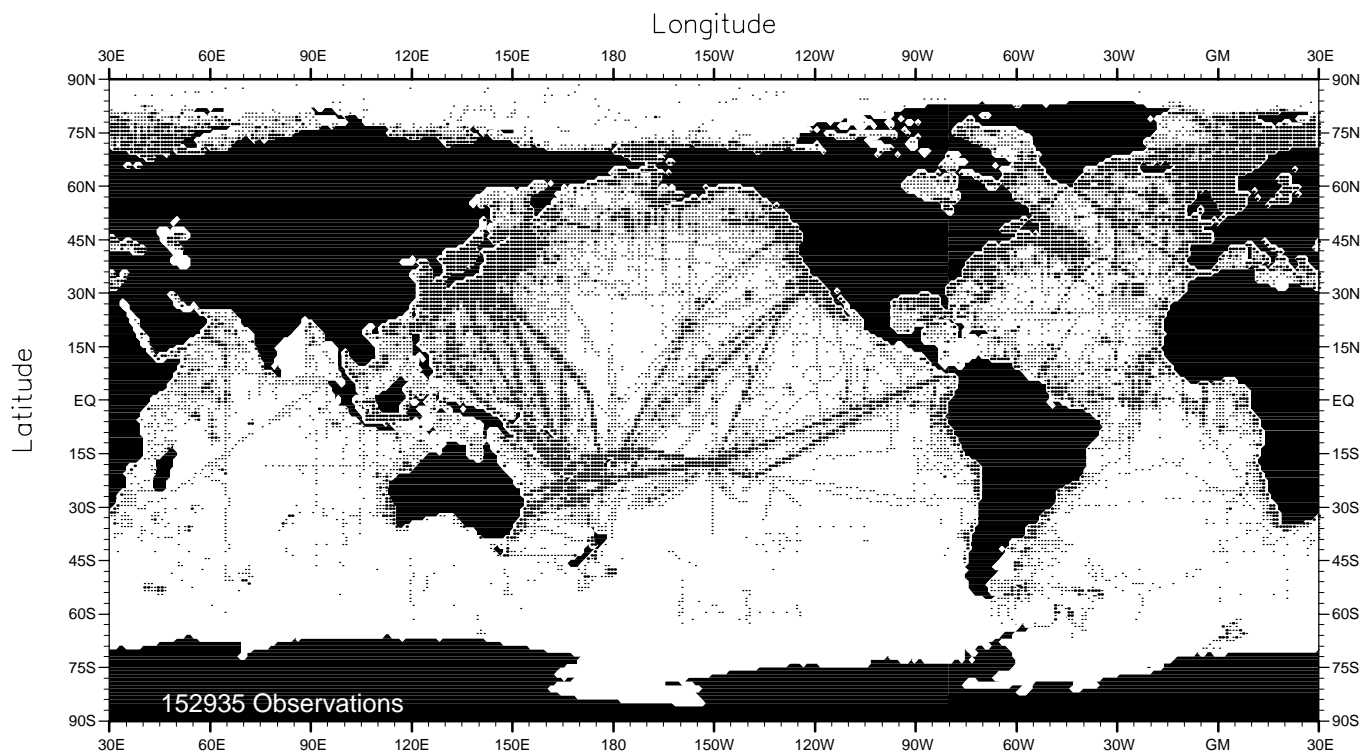 Longitude
30E 60E 90E 120E 150E 180 150W 120W 90W 60W 30W GM 30E
90N 90N
75N 75N
60N 60N
45N 45N
30N 30N
15N 15N
Latitude
EQ EQ
15S 15S
30S 30S
45S 45S
60S 60S
75S 75S
152935 Observations
90S 90S
30E 60E 90E 120E 150E 180 150W 120W 90W 60W 30W GM 30E